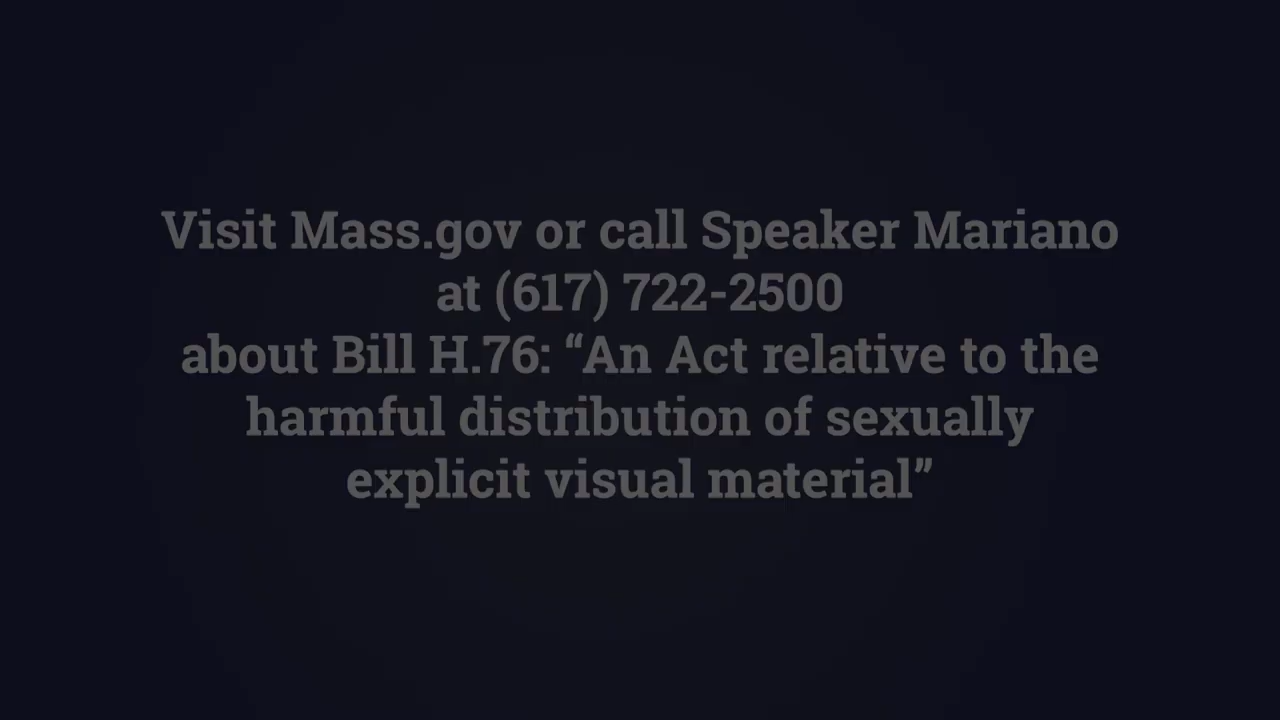 Visit Mass.gov or call Speaker Mariano
at (617) 722-2500
about Bill H.76: “An Act relative to the
harmful distribution of sexually
explicit visual material”